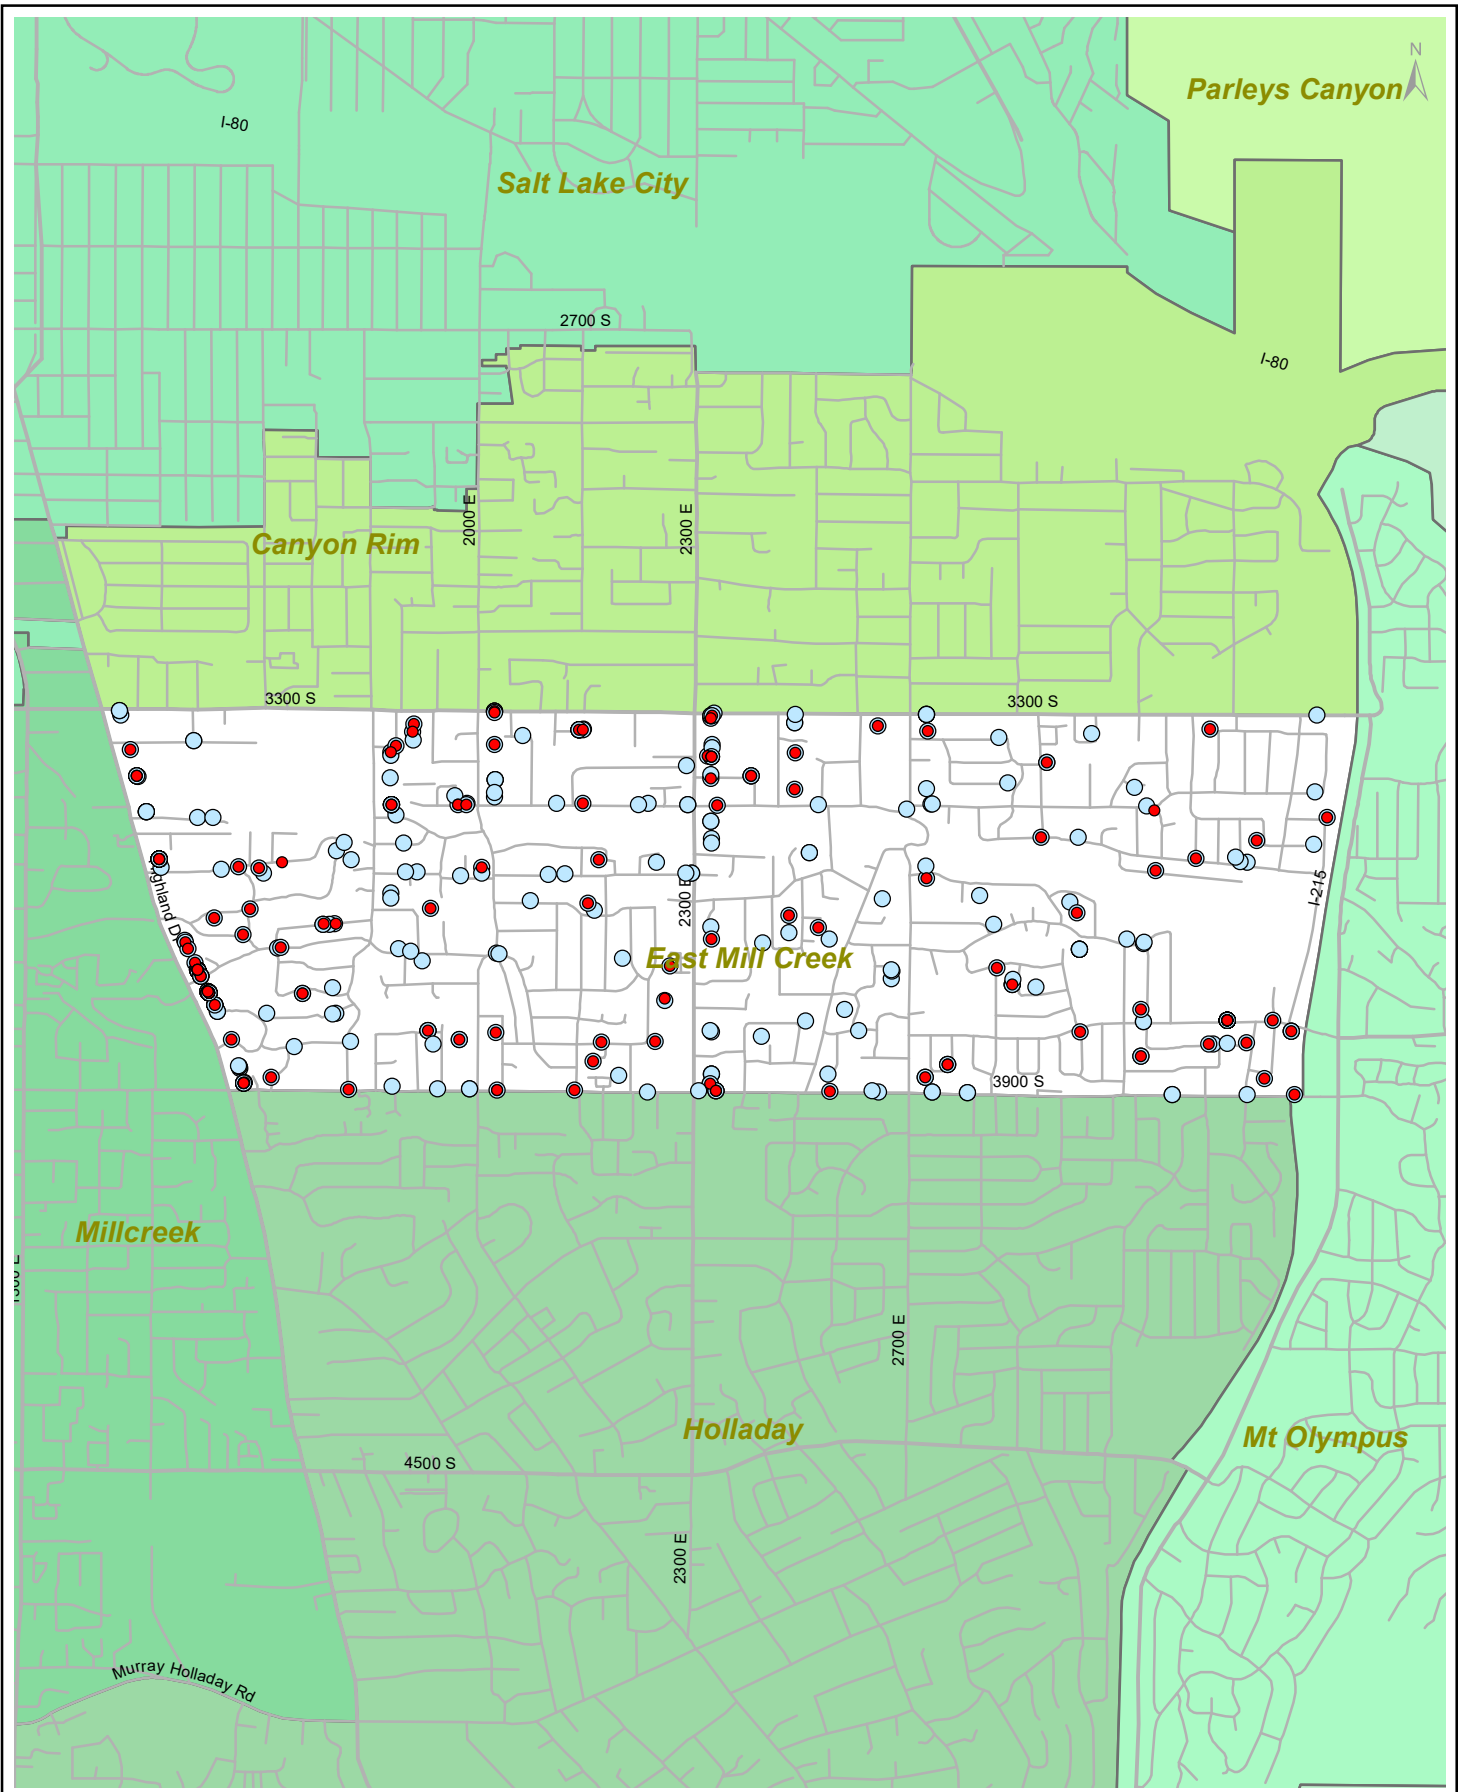 N
Parleys Canyon
I-80
Salt Lake City
2700 S
I-80
2000 E
2300 E
Canyon Rim
3300 S
3300 S
2300 E
I-215
East Mill Creek
3900 S
Millcreek
2700 E
Holladay
Mt Olympus
4500 S
2300 E
Murray Holladay Rd